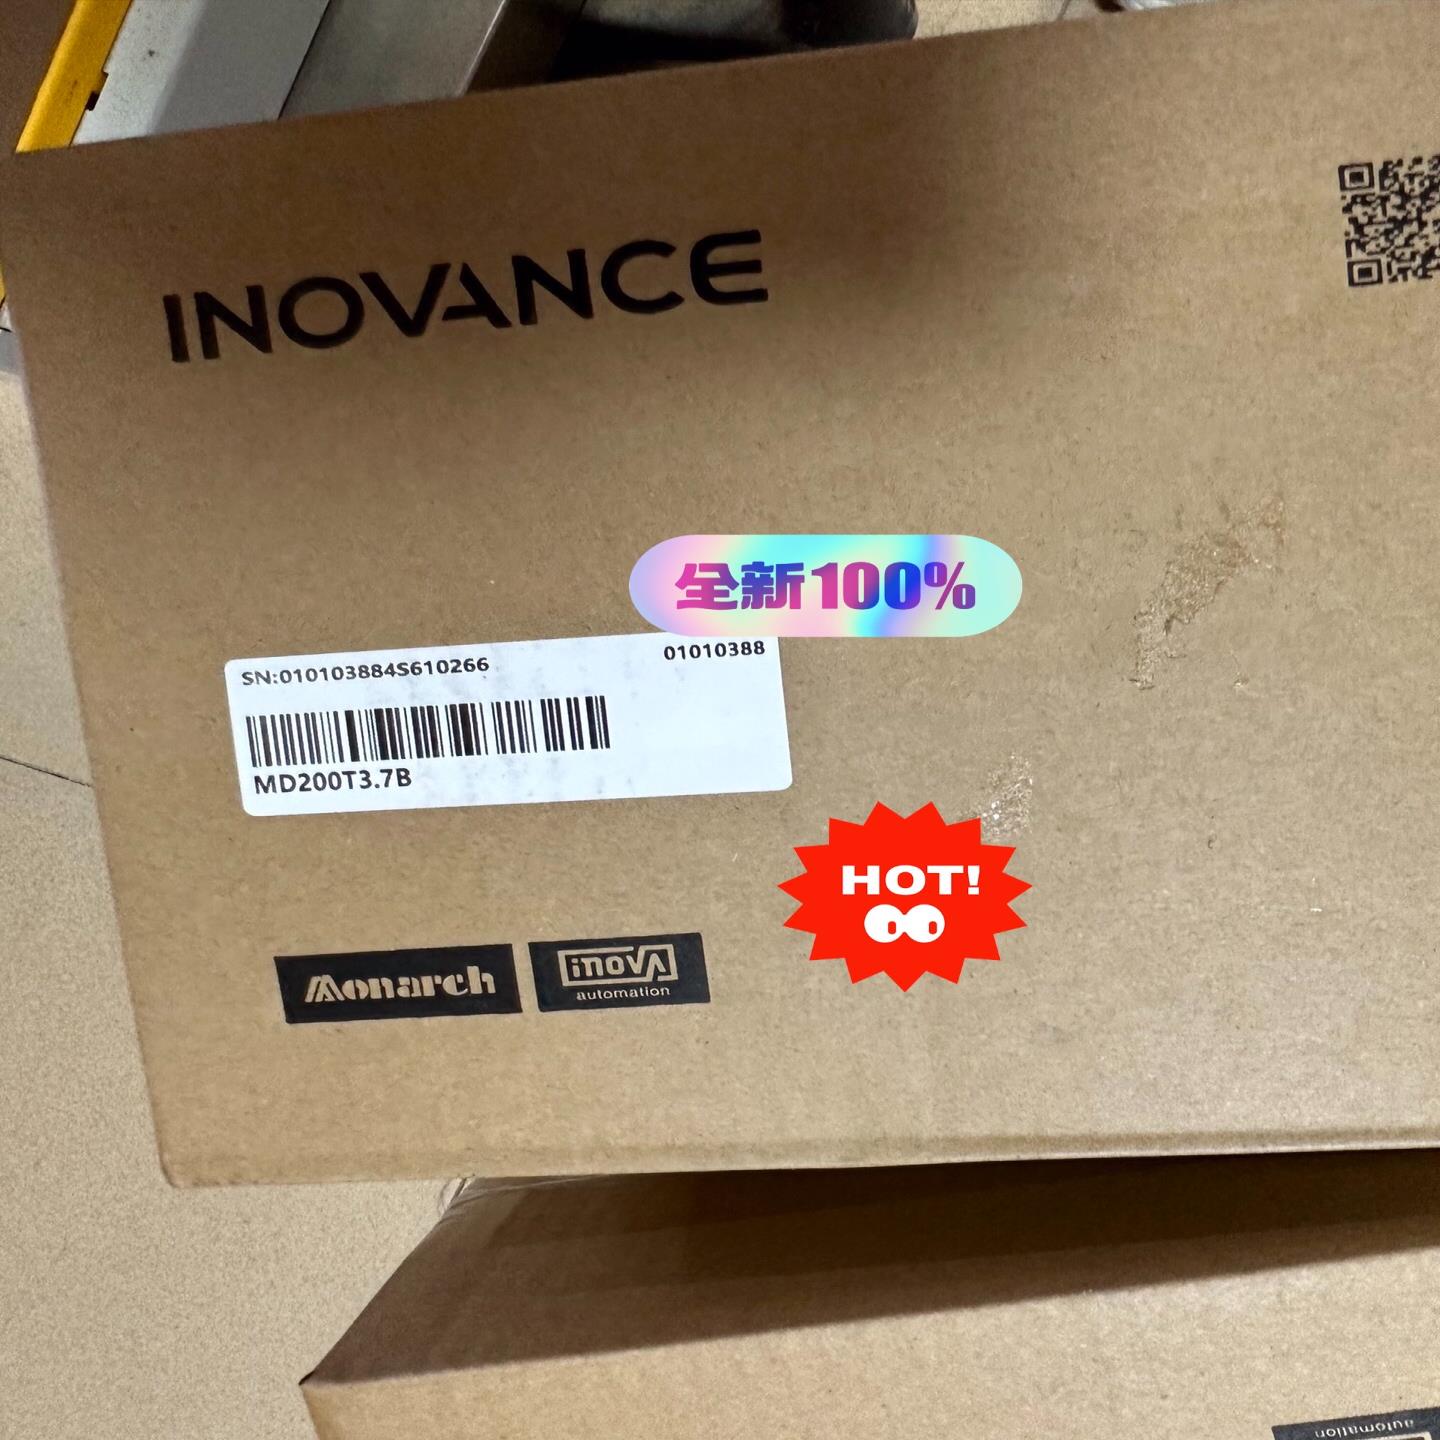 INOVANCE
全新100%
SN:010103884S610266
01010388
MD200T3.7B
HOT!
Monarch
inovA
automation
automation